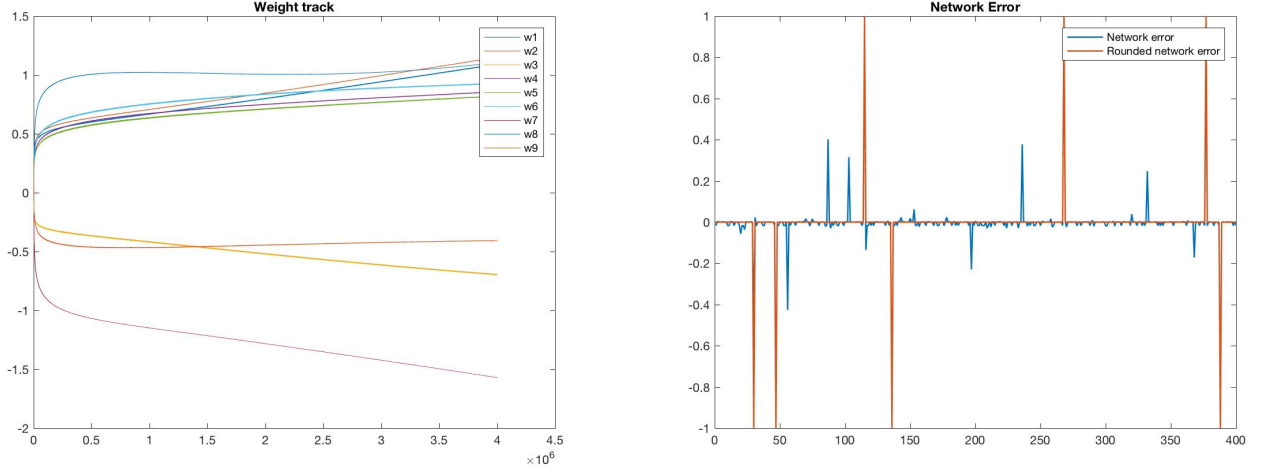 Weight track
1.5
1
0.5
0
-0.5
-1
-1.5
-2
0 0.5 1 1.5 2 2.5 3 3.5 4 4.5
×10^6
w1
w2
w3
w4
w5
w6
w7
w8
w9
Network Error
1
0.8
0.6
0.4
0.2
0
-0.2
-0.4
-0.6
-0.8
-1
0 50 100 150 200 250 300 350 400
Network error
Rounded network error